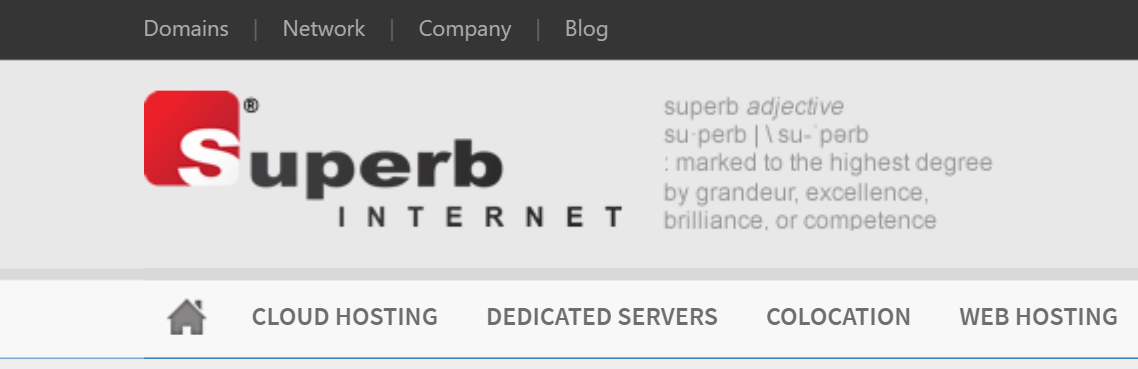 Domains | Network | Company | Blog
Superb®
INTERNET
superb adjective
su·perb | \ su-ˈpərb
: marked to the highest degree
by grandeur, excellence,
brilliance, or competence
CLOUD HOSTING DEDICATED SERVERS COLOCATION WEB HOSTING